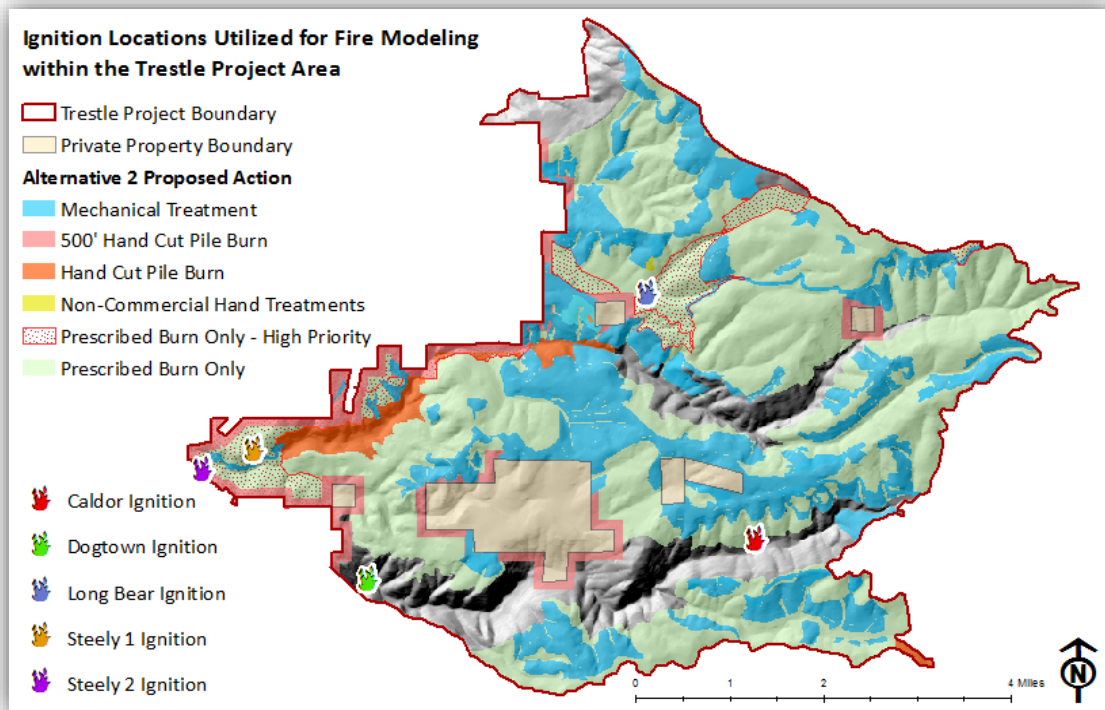 Ignition Locations Utilized for Fire Modeling
within the Trestle Project Area
Trestle Project Boundary
Private Property Boundary
Alternative 2 Proposed Action
Mechanical Treatment
500' Hand Cut Pile Burn
Hand Cut Pile Burn
Non-Commercial Hand Treatments
Prescribed Burn Only - High Priority
Prescribed Burn Only
Caldor Ignition
Dogtown Ignition
Long Bear Ignition
Steely 1 Ignition
Steely 2 Ignition
0 1 2 4 Miles
N